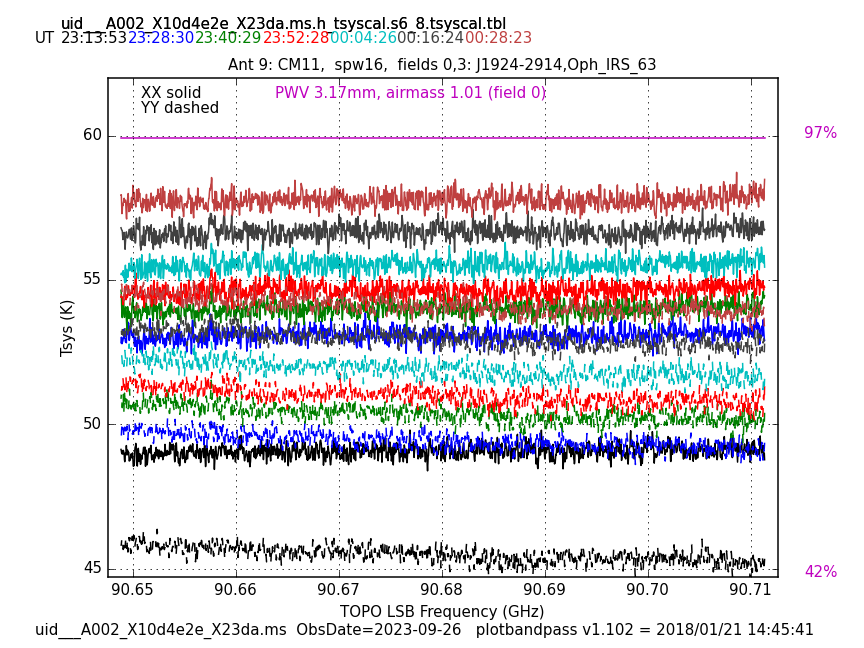 uid___A002_X10d4e2e_X23da.ms.h_tsyscal.s6_8.tsyscal.tbl
UT 23:13:53 23:28:30 23:40:29 23:52:28 00:04:26 00:16:24 00:28:23
Ant 9: CM11, spw16, fields 0,3: J1924-2914,Oph_IRS_63
XX solid
PWV 3.17mm, airmass 1.01 (field 0)
YY dashed
97%
60
55
50
45
42%
Tsys (K)
90.65 90.66 90.67 90.68 90.69 90.70 90.71
TOPO LSB Frequency (GHz)
uid___A002_X10d4e2e_X23da.ms ObsDate=2023-09-26 plotbandpass v1.102 = 2018/01/21 14:45:41